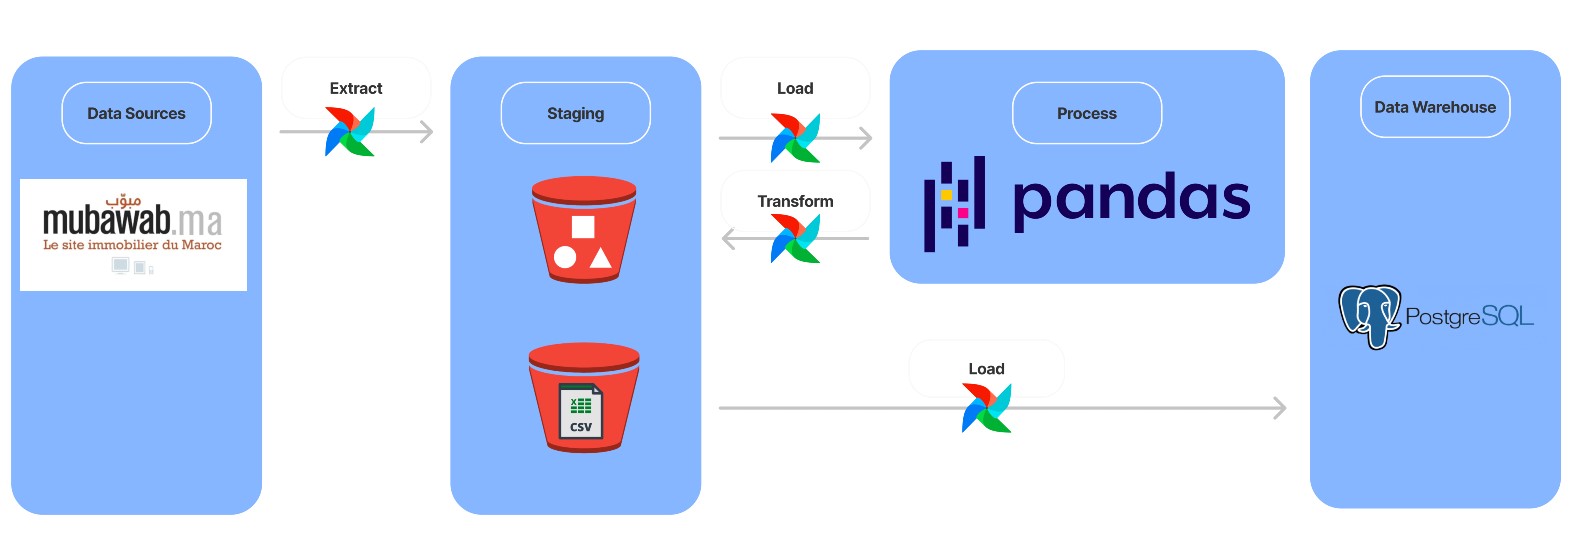 Data Sources
مبوّب
mubawab.ma
Le site immobilier du Maroc
Extract
Staging
X
CSV
Load
Transform
Process
pandas
Load
Data Warehouse
PostgreSQL